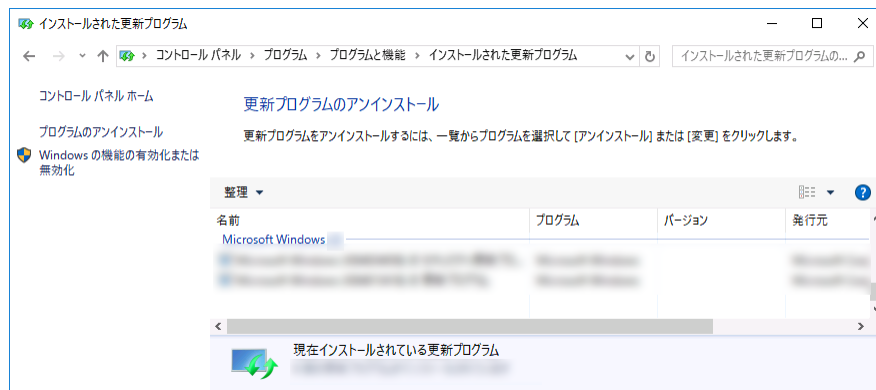 インストールされた更新プログラム
コントロール パネル › プログラム › プログラムと機能 › インストールされた更新プログラム
インストールされた更新プログラムの...
コントロール パネル ホーム
プログラムのアンインストール
Windows の機能の有効化または
無効化
更新プログラムのアンインストール
更新プログラムをアンインストールするには、一覧からプログラムを選択して [アンインストール] または [変更] をクリックします。
整理
名前 プログラム バージョン 発行元
Microsoft Windows
現在インストールされている更新プログラム